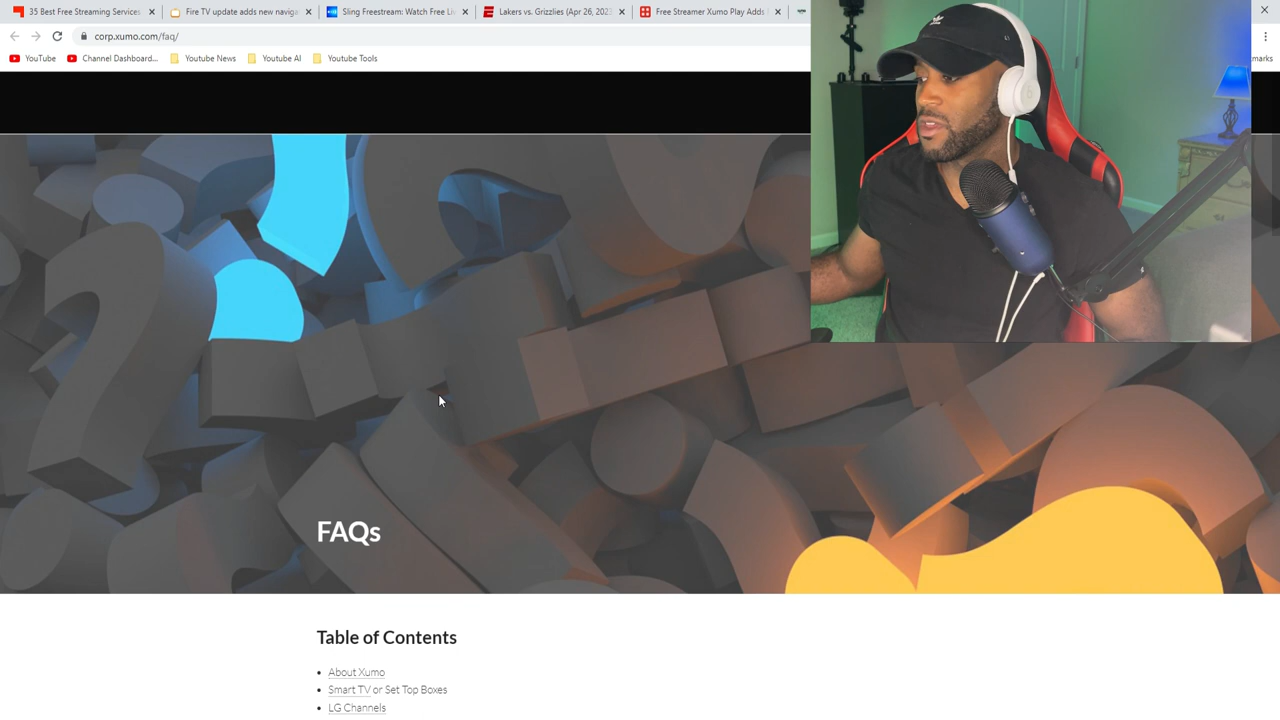 35 Best Free Streaming Services
Fire TV update adds new naviga
Sling Freestream: Watch Free Li
Lakers vs. Grizzlies (Apr 26, 2023
Free Streamer Xumo Play Adds
corp.xumo.com/faq/
YouTube
Channel Dashboard...
Youtube News
Youtube AI
Youtube Tools
marks
FAQs
Table of Contents
• About Xumo
• Smart TV or Set Top Boxes
• LG Channels